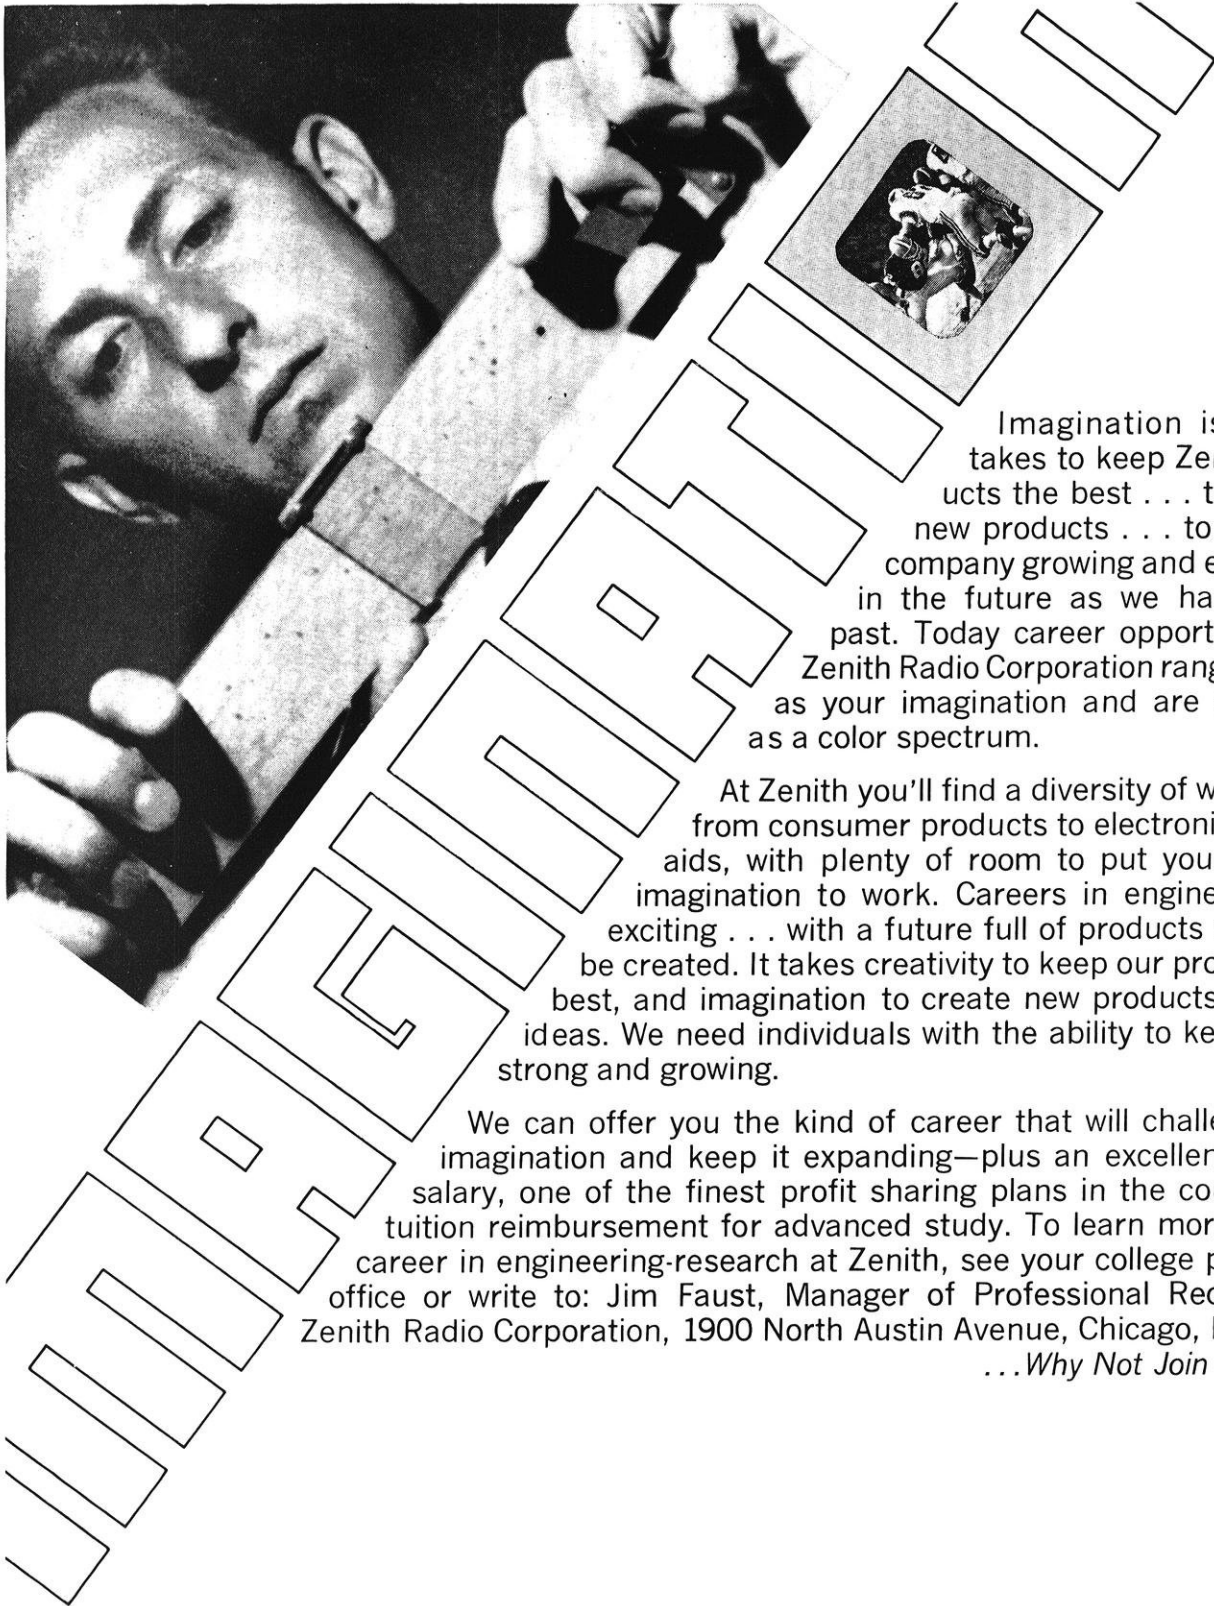 IMAGINATION
Imagination is
takes to keep Ze
ucts the best . . . t
new products . . . to
company growing and e
in the future as we ha
past. Today career opport
Zenith Radio Corporation rang
as your imagination and are
as a color spectrum.
At Zenith you'll find a diversity of w
from consumer products to electroni
aids, with plenty of room to put you
imagination to work. Careers in engine
exciting . . . with a future full of products
be created. It takes creativity to keep our pro
best, and imagination to create new products
ideas. We need individuals with the ability to ke
strong and growing.
We can offer you the kind of career that will challe
imagination and keep it expanding—plus an excellen
salary, one of the finest profit sharing plans in the co
tuition reimbursement for advanced study. To learn mor
career in engineering-research at Zenith, see your college p
office or write to: Jim Faust, Manager of Professional Rec
Zenith Radio Corporation, 1900 North Austin Avenue, Chicago,
...Why Not Join